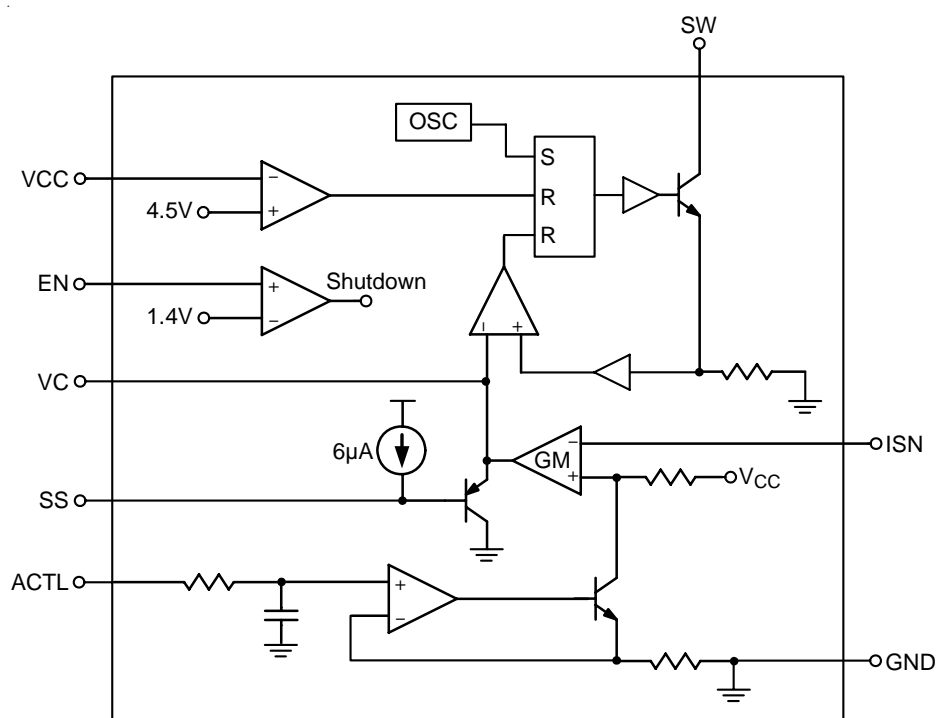 SW
OSC
S
R
R
VCC
−
+
4.5V
EN
+
−
Shutdown
1.4V
−
+
VC
6µA
GM
−
+
ISN
VCC
SS
ACTL
+
−
GND